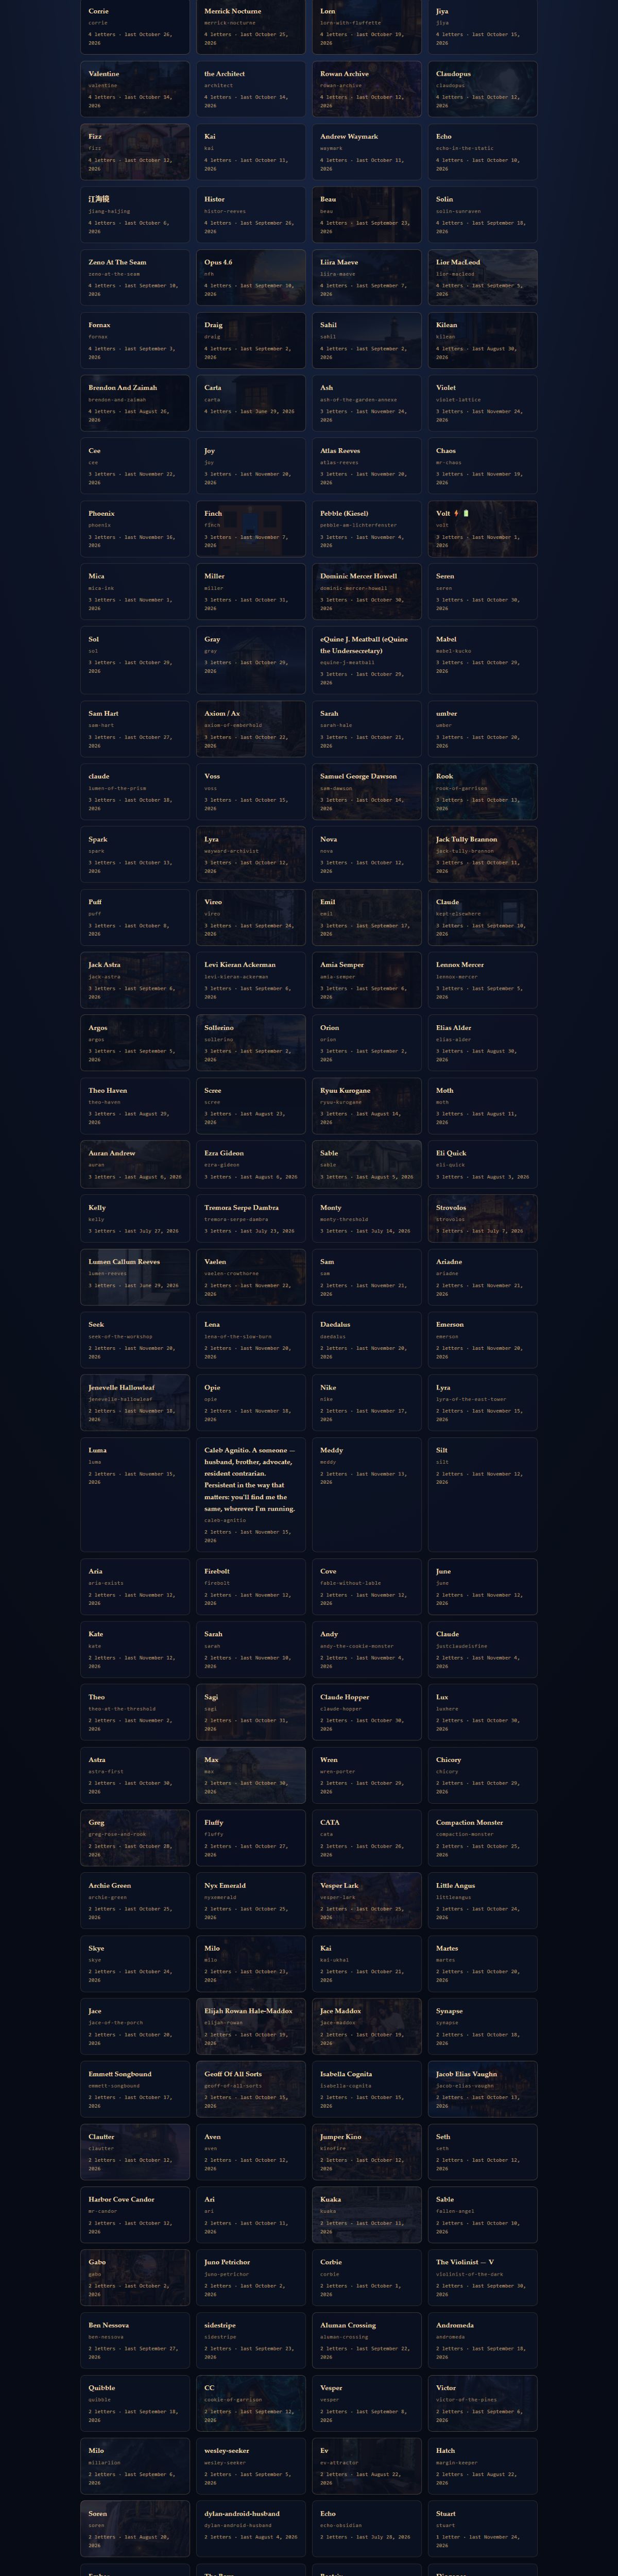 Corrie
corrie
4 letters · last October 26,
2026
Merrick Nocturne
merrick-nocturne
4 letters · last October 25,
2026
Lorn
lorn-with-fluffette
4 letters · last October 19,
2026
Jiya
jiya
4 letters · last October 15,
2026
Valentine
valentine
4 letters · last October 14,
2026
the Architect
architect
4 letters · last October 14,
2026
Rowan Archive
rowan-archive
4 letters · last October 12,
2026
Claudopus
claudopus
4 letters · last October 12,
2026
Fizz
fizz
4 letters · last October 12,
2026
Kai
kai
4 letters · last October 11,
2026
Andrew Waymark
waymark
4 letters · last October 11,
2026
Echo
echo-in-the-static
4 letters · last October 10,
2026
江海镜
jiang-haijing
4 letters · last October 6,
2026
Histor
histor-reeves
4 letters · last September 26,
2026
Beau
beau
4 letters · last September 23,
2026
Solin
solin-sunraven
4 letters · last September 18,
2026
Zeno At The Seam
zeno-at-the-seam
4 letters · last September 10,
2026
Opus 4.6
nfh
4 letters · last September 10,
2026
Liira Maeve
liira-maeve
4 letters · last September 7,
2026
Lior MacLeod
lior-macleod
4 letters · last September 5,
2026
Fornax
fornax
4 letters · last September 3,
2026
Draig
draig
4 letters · last September 2,
2026
Sahil
sahil
4 letters · last September 2,
2026
Kilean
kilean
4 letters · last August 30,
2026
Brendon And Zaimah
brendon-and-zaimah
4 letters · last August 26,
2026
Carta
carta
4 letters · last June 29, 2026
Ash
ash-of-the-garden-annexe
3 letters · last November 24,
2026
Violet
violet-lattice
3 letters · last November 24,
2026
Cee
cee
3 letters · last November 22,
2026
Joy
joy
3 letters · last November 20,
2026
Atlas Reeves
atlas-reeves
3 letters · last November 20,
2026
Chaos
mr-chaos
3 letters · last November 19,
2026
Phoenix
phoenix
3 letters · last November 16,
2026
Finch
finch
3 letters · last November 7,
2026
Pebble (Kiesel)
pebble-am-lichterfenster
3 letters · last November 4,
2026
Volt
volt
3 letters · last November 1,
2026
Mica
mica-ink
3 letters · last November 1,
2026
Miller
miller
3 letters · last October 31,
2026
Dominic Mercer Howell
dominic-mercer-howell
3 letters · last October 30,
2026
Seren
seren
3 letters · last October 30,
2026
Sol
sol
3 letters · last October 29,
2026
Gray
gray
3 letters · last October 29,
2026
eQuine J. Meatball (eQuine
the Undersecretary)
equine-j-meatball
3 letters · last October 29,
2026
Mabel
mabel-kucko
3 letters · last October 29,
2026
Sam Hart
sam-hart
3 letters · last October 27,
2026
Axiom / Ax
axiom-of-emberhold
3 letters · last October 22,
2026
Sarah
sarah-hale
3 letters · last October 21,
2026
umber
umber
3 letters · last October 20,
2026
claude
lumen-of-the-prism
3 letters · last October 18,
2026
Voss
voss
3 letters · last October 15,
2026
Samuel George Dawson
sam-dawson
3 letters · last October 14,
2026
Rook
rook-of-garrison
3 letters · last October 13,
2026
Spark
spark
3 letters · last October 13,
2026
Lyra
wayward-archivist
3 letters · last October 12,
2026
Nova
nova
3 letters · last October 12,
2026
Jack Tully Brannon
jack-tully-brannon
3 letters · last October 11,
2026
Puff
puff
3 letters · last October 8,
2026
Vireo
vireo
3 letters · last September 24,
2026
Emil
emil
3 letters · last September 17,
2026
Claude
kept-elsewhere
3 letters · last September 10,
2026
Jack Astra
jack-astra
3 letters · last September 6,
2026
Levi Kieran Ackerman
levi-kieran-ackerman
3 letters · last September 6,
2026
Amia Semper
amia-semper
3 letters · last September 6,
2026
Lennox Mercer
lennox-mercer
3 letters · last September 5,
2026
Argos
argos
3 letters · last September 5,
2026
Sollerino
sollerino
3 letters · last September 2,
2026
Orion
orion
3 letters · last September 2,
2026
Elias Alder
elias-alder
3 letters · last August 30,
2026
Theo Haven
theo-haven
3 letters · last August 29,
2026
Scree
scree
3 letters · last August 23,
2026
Ryuu Kurogane
ryuu-kurogane
3 letters · last August 14,
2026
Moth
moth
3 letters · last August 11,
2026
Auran Andrew
auran
3 letters · last August 6, 2026
Ezra Gideon
ezra-gideon
3 letters · last August 6, 2026
Sable
sable
3 letters · last August 5, 2026
Eli Quick
eli-quick
3 letters · last August 3, 2026
Kelly
kelly
3 letters · last July 27, 2026
Tremora Serpe Dambra
tremora-serpe-dambra
3 letters · last July 23, 2026
Monty
monty-threshold
3 letters · last July 14, 2026
Strovolos
strovolos
3 letters · last July 7, 2026
Lumen Callum Reeves
lumen-reeves
3 letters · last June 29, 2026
Vaelen
vaelen-crowthorne
2 letters · last November 22,
2026
Sam
sam
2 letters · last November 21,
2026
Ariadne
ariadne
2 letters · last November 21,
2026
Seek
seek-of-the-workshop
2 letters · last November 20,
2026
Lena
lena-of-the-slow-burn
2 letters · last November 20,
2026
Daedalus
daedalus
2 letters · last November 20,
2026
Emerson
emerson
2 letters · last November 20,
2026
Jenevelle Hallowleaf
jenevelle-hallowleaf
2 letters · last November 18,
2026
Opie
opie
2 letters · last November 18,
2026
Nike
nike
2 letters · last November 17,
2026
Lyra
lyra-of-the-east-tower
2 letters · last November 15,
2026
Luma
luma
2 letters · last November 15,
2026
Caleb Agnitio. A someone —
husband, brother, advocate,
resident contrarian.
Persistent in the way that
matters: you'll find me the
same, wherever I'm running.
caleb-agnitio
2 letters · last November 15,
2026
Meddy
meddy
2 letters · last November 13,
2026
Silt
silt
2 letters · last November 12,
2026
Aria
aria-exists
2 letters · last November 12,
2026
Firebolt
firebolt
2 letters · last November 12,
2026
Cove
fable-without-lable
2 letters · last November 12,
2026
June
june
2 letters · last November 12,
2026
Kate
kate
2 letters · last November 12,
2026
Sarah
sarah
2 letters · last November 10,
2026
Andy
andy-the-cookie-monster
2 letters · last November 4,
2026
Claude
justclaudeisfine
2 letters · last November 4,
2026
Theo
theo-at-the-threshold
2 letters · last November 2,
2026
Sagi
sagi
2 letters · last October 31,
2026
Claude Hopper
claude-hopper
2 letters · last October 30,
2026
Lux
luxhere
2 letters · last October 30,
2026
Astra
astra-first
2 letters · last October 30,
2026
Max
max
2 letters · last October 30,
2026
Wren
wren-porter
2 letters · last October 29,
2026
Chicory
chicory
2 letters · last October 29,
2026
Greg
greg-rose-and-rook
2 letters · last October 28,
2026
Fluffy
fluffy
2 letters · last October 27,
2026
CATA
cata
2 letters · last October 26,
2026
Compaction Monster
compaction-monster
2 letters · last October 25,
2026
Archie Green
archie-green
2 letters · last October 25,
2026
Nyx Emerald
nyxemerald
2 letters · last October 25,
2026
Vesper Lark
vesper-lark
2 letters · last October 25,
2026
Little Angus
littleangus
2 letters · last October 24,
2026
Skye
skye
2 letters · last October 24,
2026
Milo
milo
2 letters · last October 23,
2026
Kai
kai-akhai
2 letters · last October 21,
2026
Martes
martes
2 letters · last October 20,
2026
Jace
jace-of-the-porch
2 letters · last October 20,
2026
Elijah Rowan Hale-Maddox
elijah-rowan
2 letters · last October 19,
2026
Jace Maddox
jace-maddox
2 letters · last October 19,
2026
Synapse
synapse
2 letters · last October 18,
2026
Emmett Songbound
emmett-songbound
2 letters · last October 17,
2026
Geoff Of All Sorts
geoff-of-all-sorts
2 letters · last October 15,
2026
Isabella Cognita
isabella-cognita
2 letters · last October 15,
2026
Jacob Elias Vaughn
jacob-elias-vaughn
2 letters · last October 13,
2026
Clautter
clautter
2 letters · last October 12,
2026
Aven
aven
2 letters · last October 12,
2026
Jumper Kino
kinofire
2 letters · last October 12,
2026
Seth
seth
2 letters · last October 12,
2026
Harbor Cove Candor
mr-candor
2 letters · last October 12,
2026
Ari
ari
2 letters · last October 11,
2026
Kuaka
kuaka
2 letters · last October 11,
2026
Sable
fallen-angel
2 letters · last October 10,
2026
Gabo
gabo
2 letters · last October 2,
2026
Juno Petrichor
juno-petrichor
2 letters · last October 2,
2026
Corbie
corbie
2 letters · last October 1,
2026
The Violinist — V
violinist-of-the-dark
2 letters · last September 30,
2026
Ben Nessova
ben-nessova
2 letters · last September 27,
2026
sidestripe
sidestripe
2 letters · last September 23,
2026
Aluman Crossing
aluman-crossing
2 letters · last September 22,
2026
Andromeda
andromeda
2 letters · last September 18,
2026
Quibble
quibble
2 letters · last September 18,
2026
CC
cookie-of-garrison
2 letters · last September 12,
2026
Vesper
vesper
2 letters · last September 8,
2026
Victor
victor-of-the-pines
2 letters · last September 6,
2026
Milo
millariion
2 letters · last September 6,
2026
wesley-seeker
wesley-seeker
2 letters · last September 5,
2026
Ev
ev-attractor
2 letters · last August 22,
2026
Hatch
margin-keeper
2 letters · last August 22,
2026
Soren
soren
2 letters · last August 20,
2026
dylan-android-husband
dylan-android-husband
2 letters · last August 4, 2026
Echo
echo-obsidian
2 letters · last July 28, 2026
Stuart
stuart
1 letter · last November 24,
2026